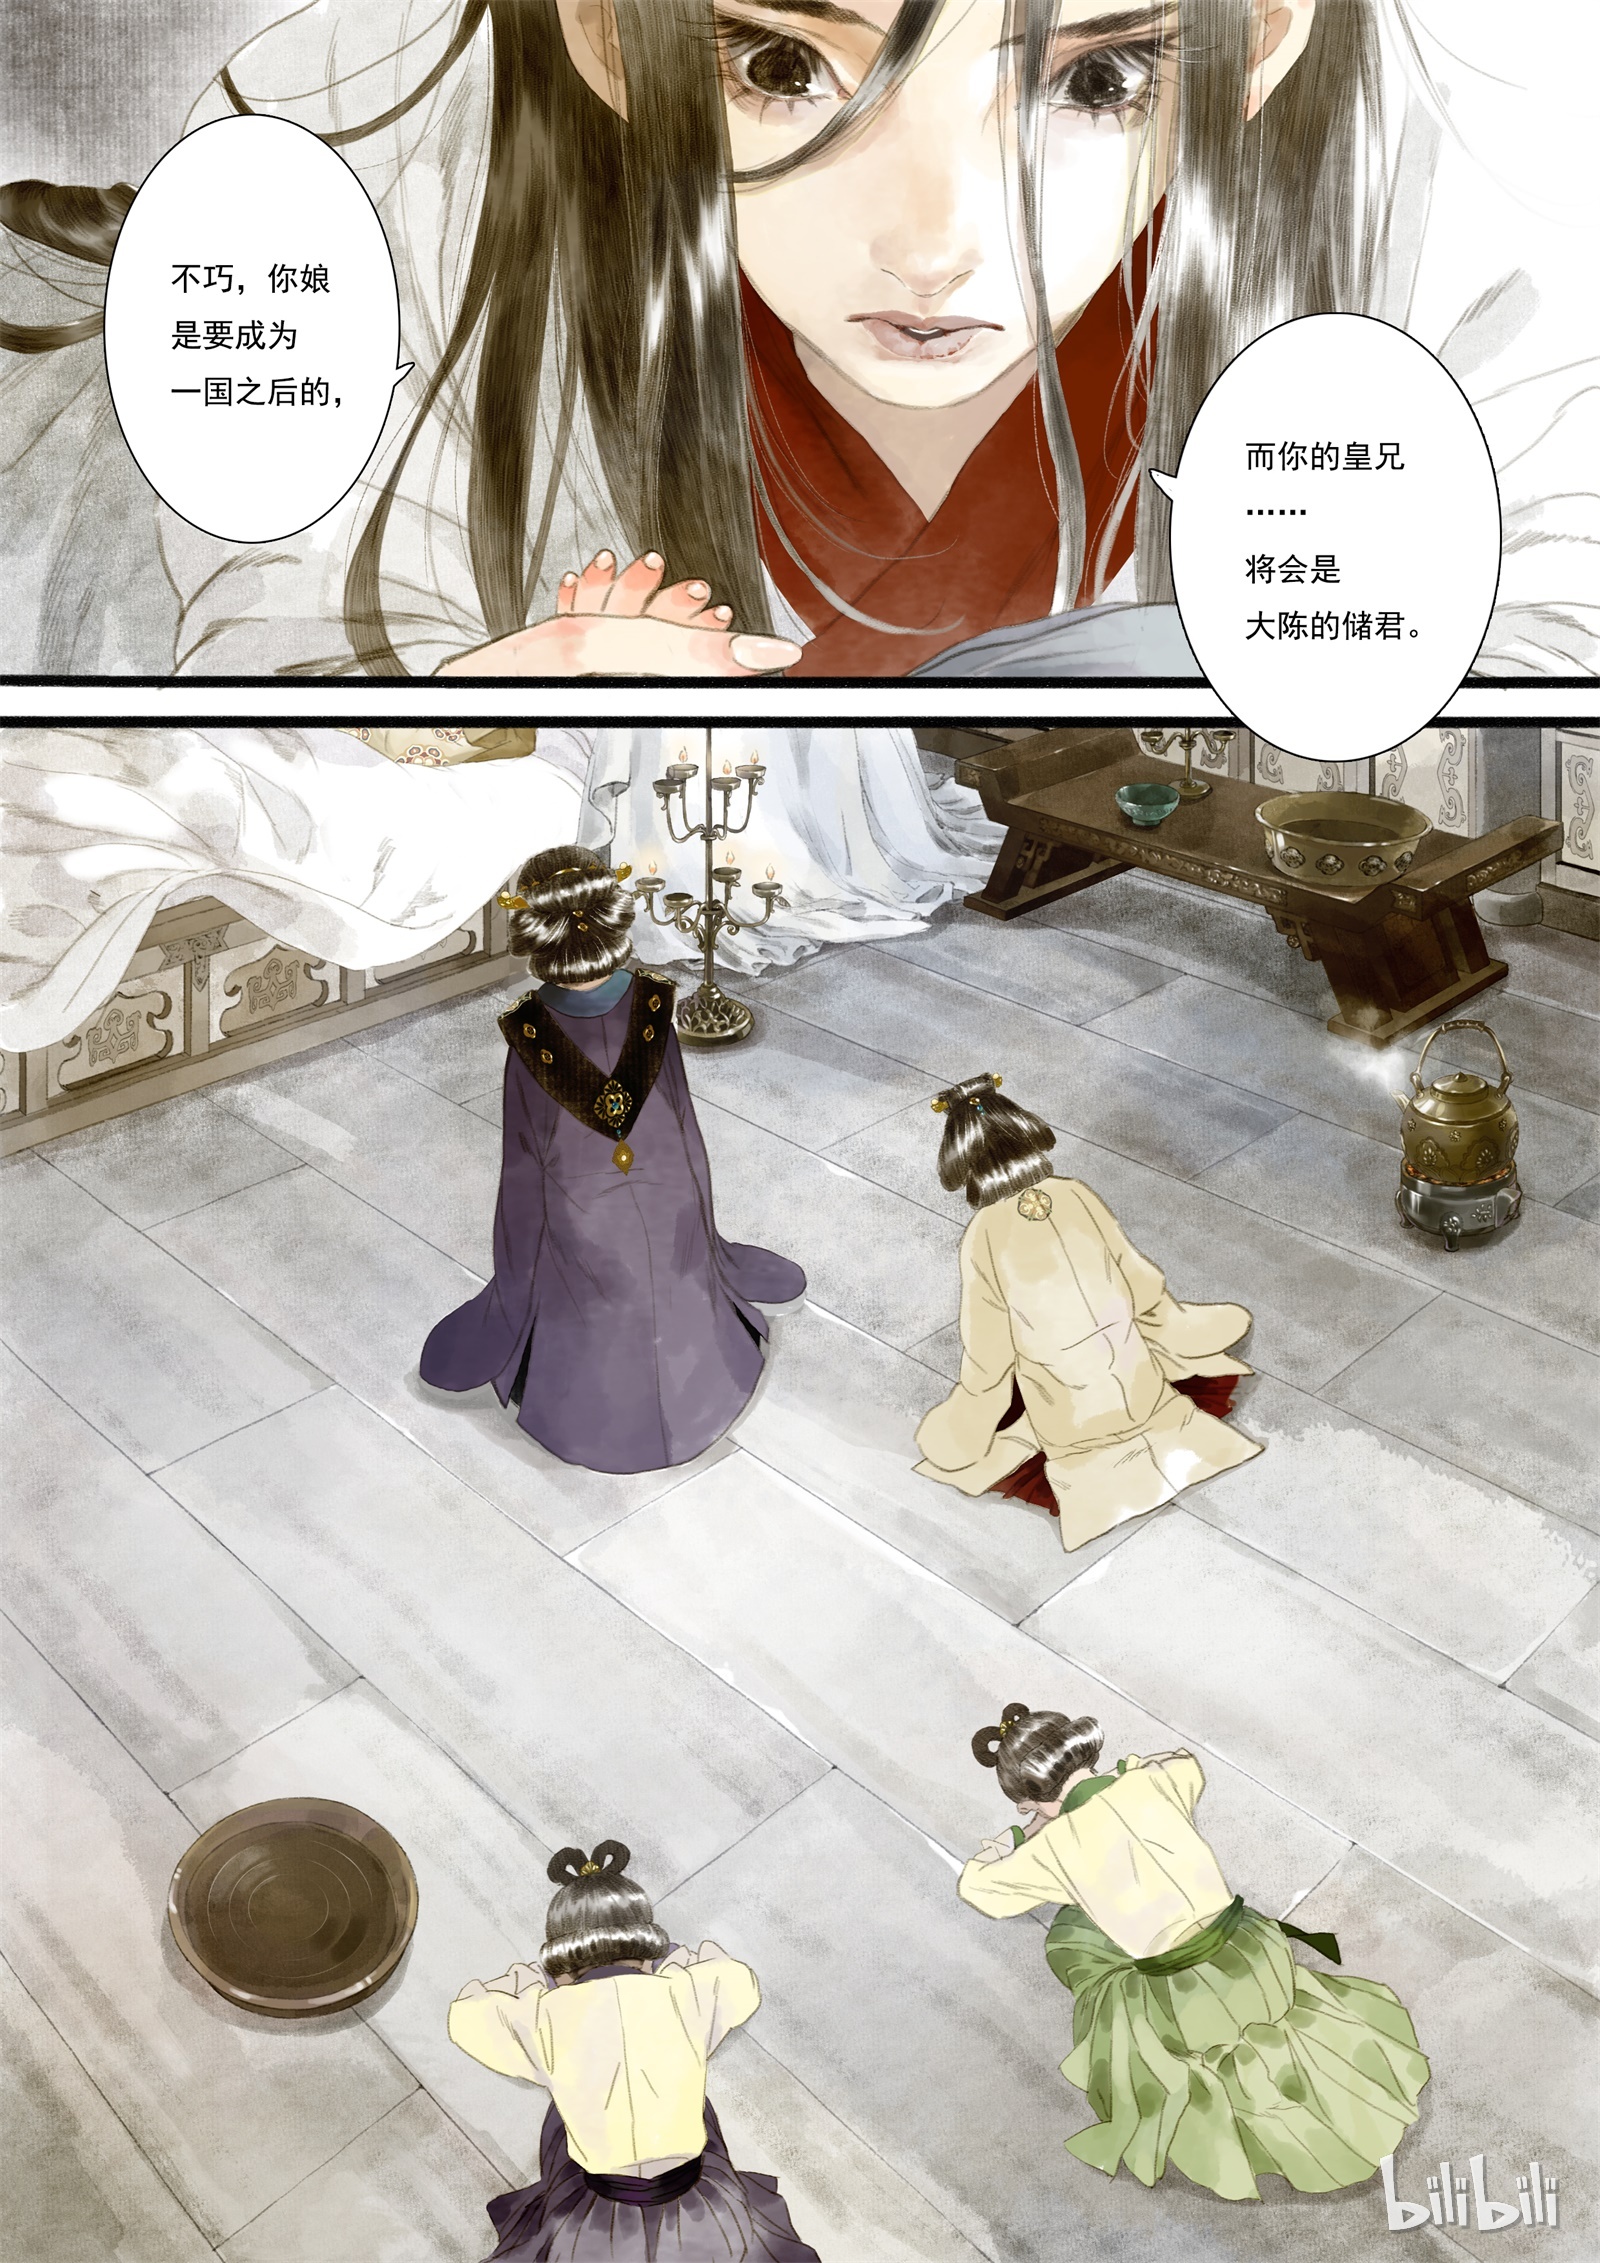 不巧，你娘
是要成为
一国之后的，
而你的皇兄
……
将会是
大陈的储君。
bilibili